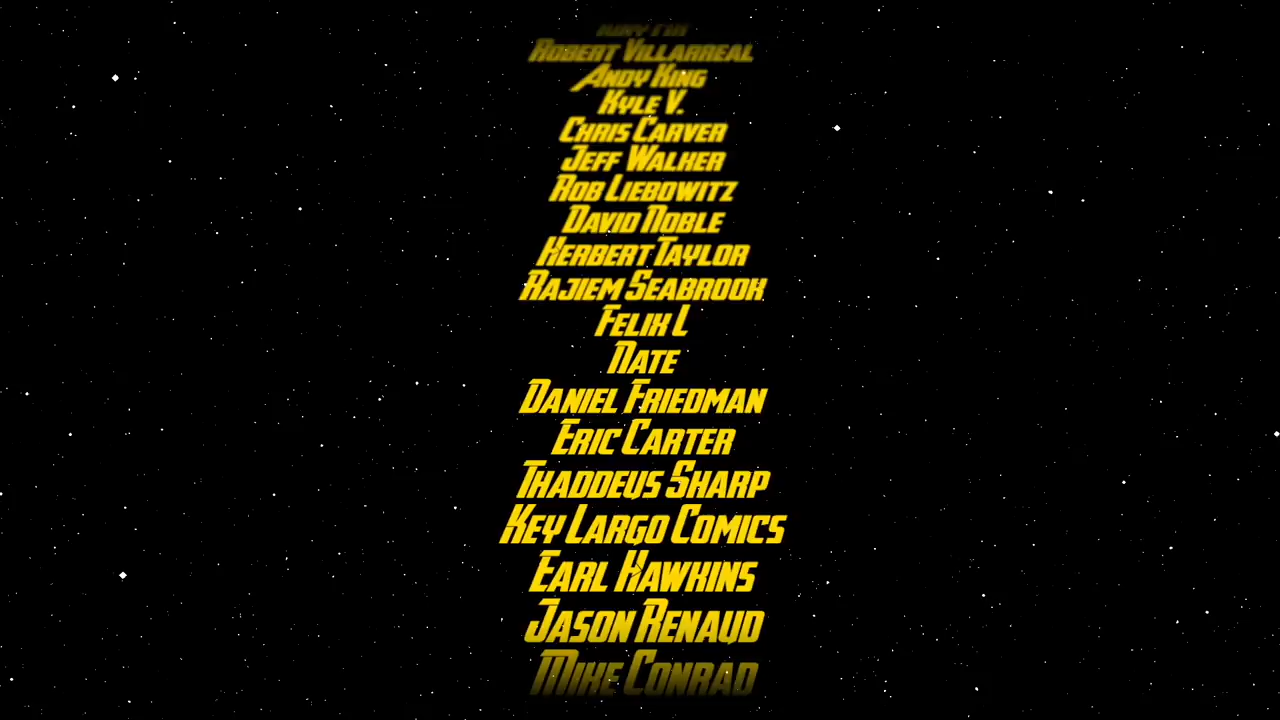 Robert Villarreal
Andy King
Kyle V.
Chris Carver
Jeff Walker
Rob Liebowitz
David Noble
Herbert Taylor
Rajiem Seabrook
Felix L
Nate
Daniel Friedman
Eric Carter
Thaddeus Sharp
Key Largo Comics
Earl Hawkins
Jason Renaud
Mike Conrad